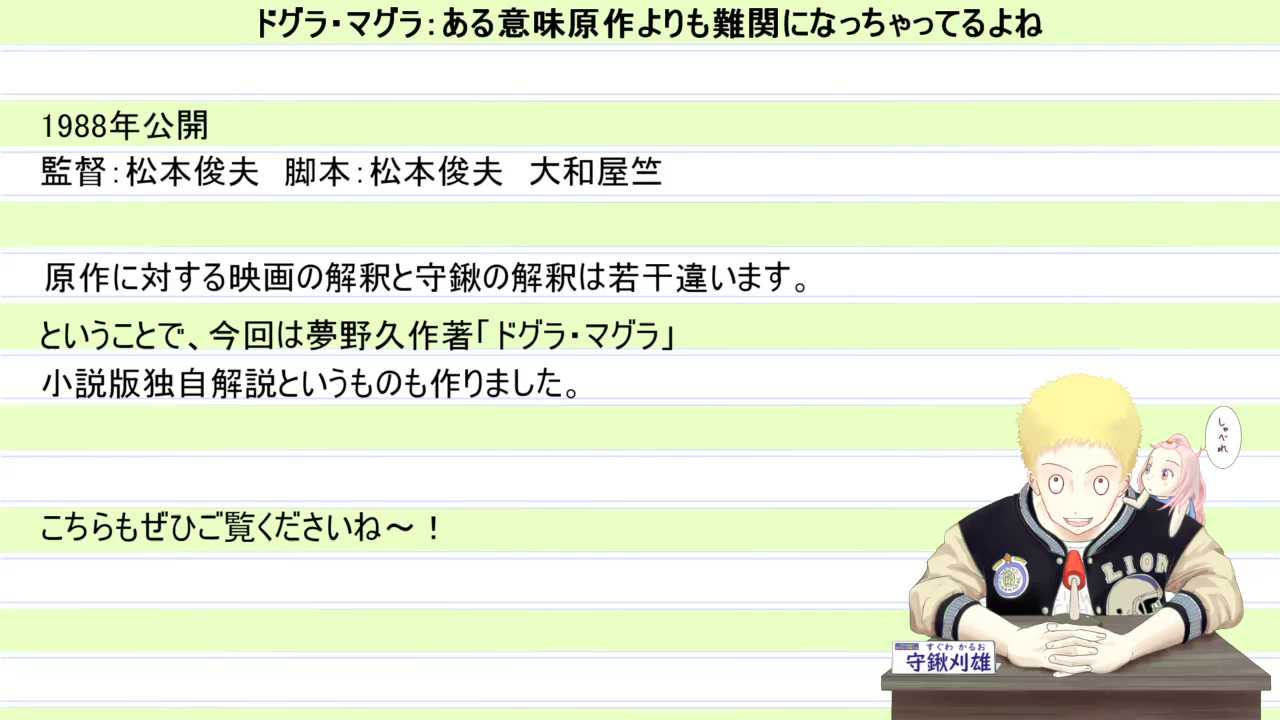 ドグラ・マグラ：ある意味原作よりも難関になっちゃってるよね
1988年公開
監督：松本俊夫　脚本：松本俊夫　大和屋竺
原作に対する映画の解釈と守鍬の解釈は若干違います。
ということで、今回は夢野久作著「ドグラ・マグラ」
小説版独自解説というものも作りました。
こちらもぜひご覧くださいね～！
しゃべれ
LION
すぐわ かるお
守鍬刈雄